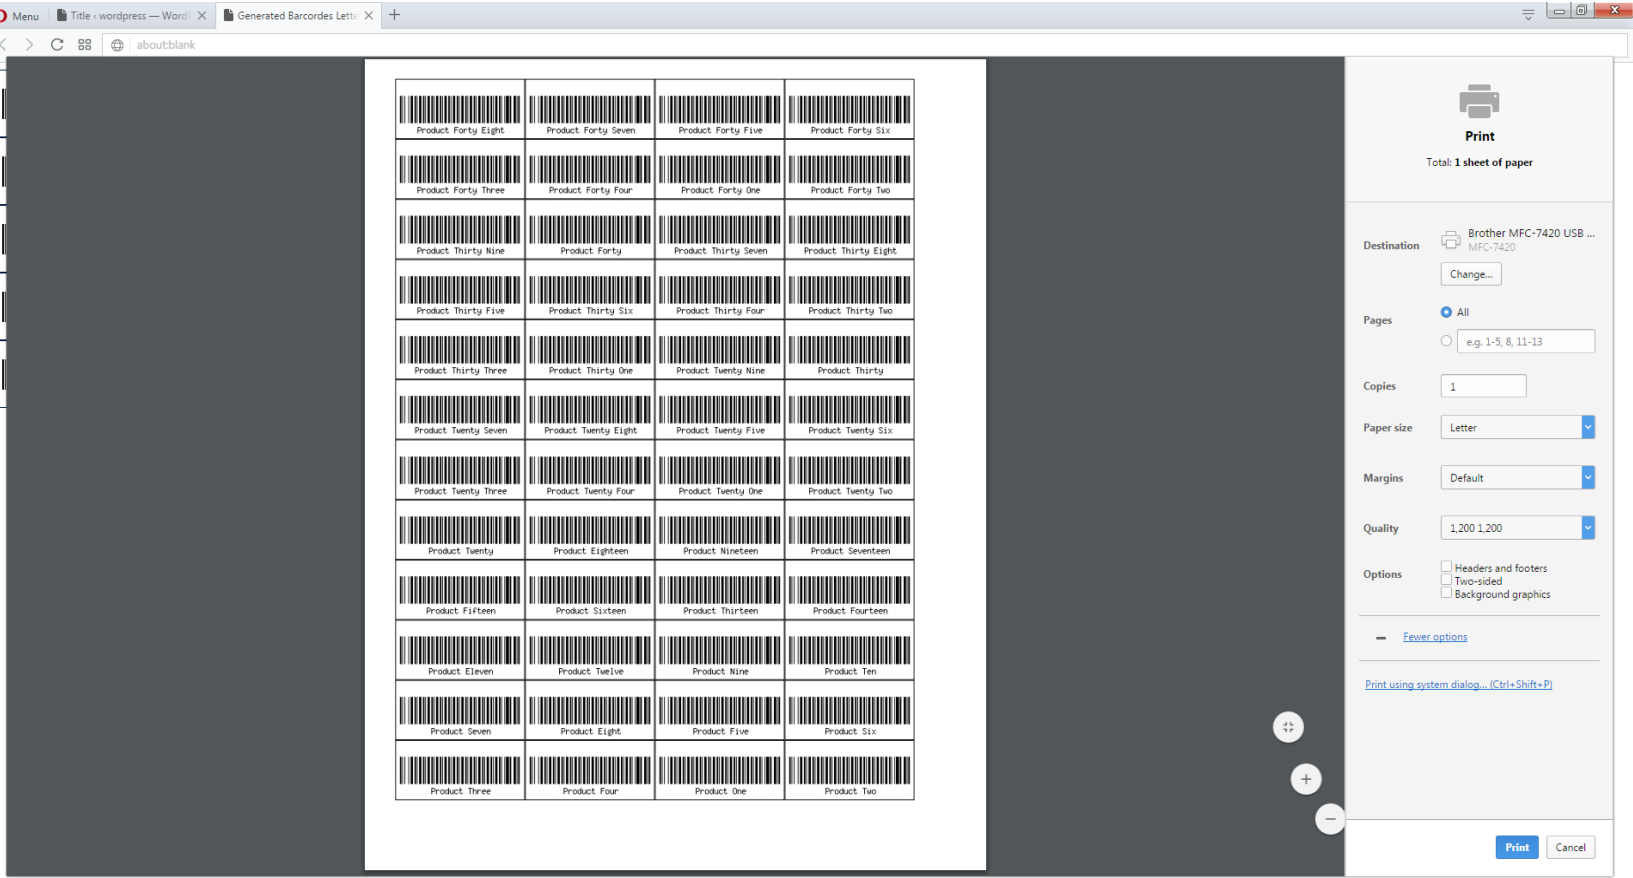 Menu
Title ‹ wordpress — WordP
Generated Barcordes Lette
about:blank
Product Forty Eight Product Forty Seven Product Forty Five Product Forty Six
Product Forty Three Product Forty Four Product Forty One Product Forty Two
Product Thirty Nine Product Forty Product Thirty Seven Product Thirty Eight
Product Thirty Five Product Thirty Six Product Thirty Four Product Thirty Two
Product Thirty Three Product Thirty One Product Twenty Nine Product Thirty
Product Twenty Seven Product Twenty Eight Product Twenty Five Product Twenty Six
Product Twenty Three Product Twenty Four Product Twenty One Product Twenty Two
Product Twenty Product Eighteen Product Nineteen Product Seventeen
Product Fifteen Product Sixteen Product Thirteen Product Fourteen
Product Eleven Product Twelve Product Nine Product Ten
Product Seven Product Eight Product Five Product Six
Product Three Product Four Product One Product Two
Print
Total: 1 sheet of paper
Destination
Brother MFC-7420 USB ...
MFC-7420
Change...
Pages
All
e.g. 1-5, 8, 11-13
Copies
1
Paper size
Letter
Margins
Default
Quality
1,200 1,200
Options
Headers and footers
Two-sided
Background graphics
Fewer options
Print using system dialog... (Ctrl+Shift+P)
Print
Cancel